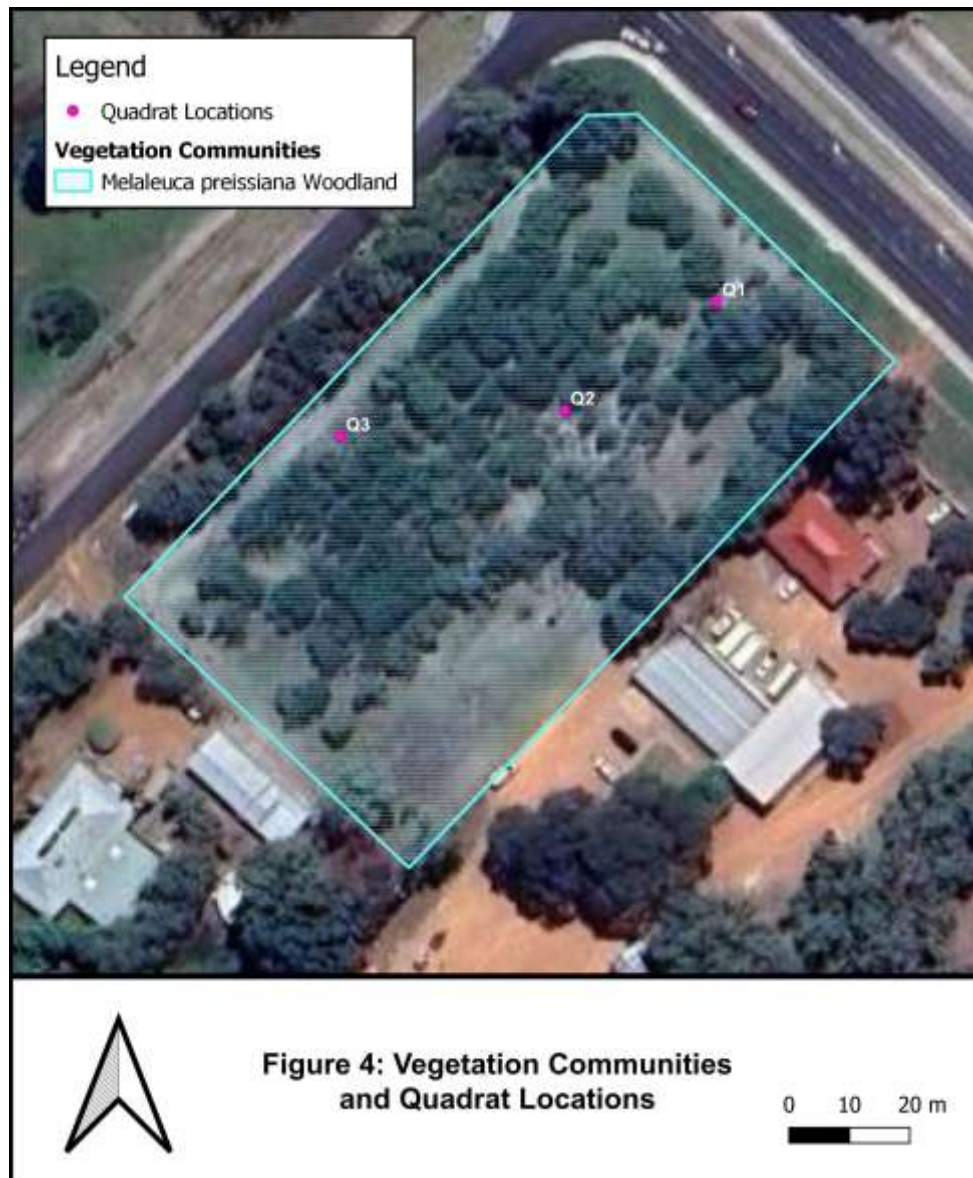 Legend
Quadrat Locations
Vegetation Communities
Melaleuca preissiana Woodland
Q1
Q2
Q3
Figure 4: Vegetation Communities
and Quadrat Locations
0 10 20 m